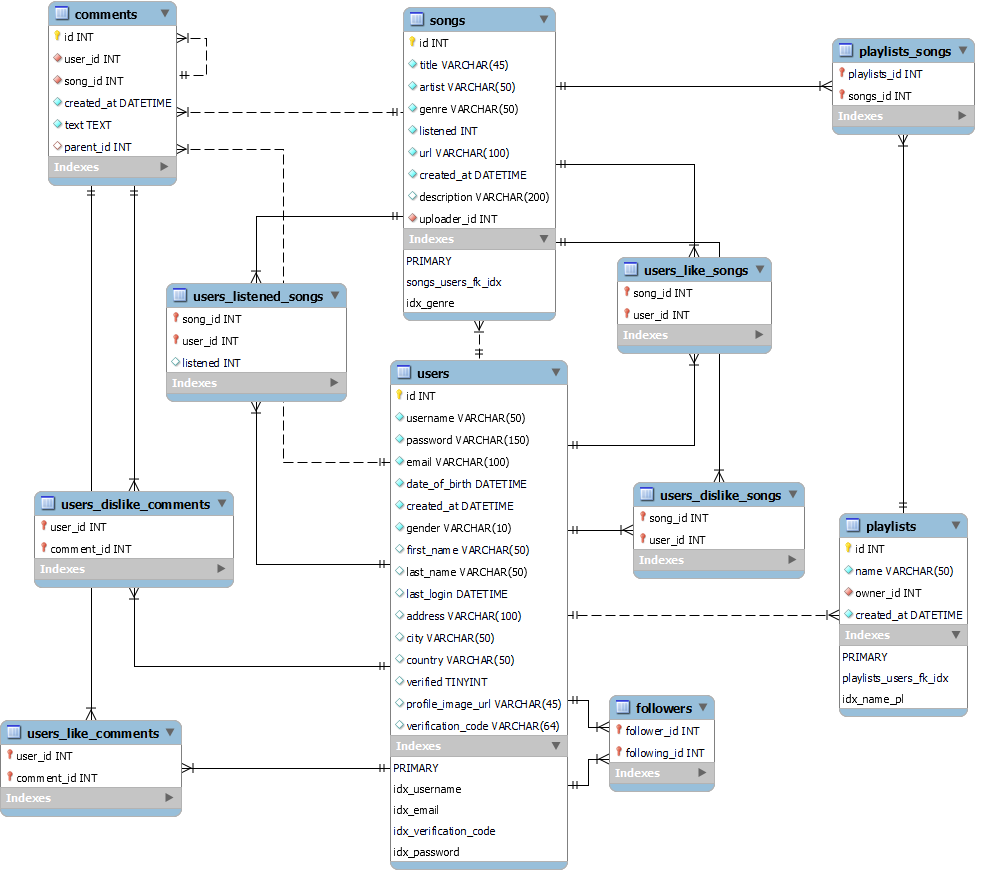 comments
id INT
user_id INT
song_id INT
created_at DATETIME
text TEXT
parent_id INT
Indexes
songs
id INT
title VARCHAR(45)
artist VARCHAR(50)
genre VARCHAR(50)
listened INT
url VARCHAR(100)
created_at DATETIME
description VARCHAR(200)
uploader_id INT
Indexes
PRIMARY
songs_users_fk_idx
idx_genre
playlists_songs
playlists_id INT
songs_id INT
Indexes
users_listened_songs
song_id INT
user_id INT
listened INT
Indexes
users_like_songs
song_id INT
user_id INT
Indexes
users
id INT
username VARCHAR(50)
password VARCHAR(150)
email VARCHAR(100)
date_of_birth DATETIME
created_at DATETIME
gender VARCHAR(10)
first_name VARCHAR(50)
last_name VARCHAR(50)
last_login DATETIME
address VARCHAR(100)
city VARCHAR(50)
country VARCHAR(50)
verified TINYINT
profile_image_url VARCHAR(45)
verification_code VARCHAR(64)
Indexes
PRIMARY
idx_username
idx_email
idx_verification_code
idx_password
users_dislike_comments
user_id INT
comment_id INT
Indexes
users_dislike_songs
song_id INT
user_id INT
Indexes
playlists
id INT
name VARCHAR(50)
owner_id INT
created_at DATETIME
Indexes
PRIMARY
playlists_users_fk_idx
idx_name_pl
users_like_comments
user_id INT
comment_id INT
Indexes
followers
follower_id INT
following_id INT
Indexes